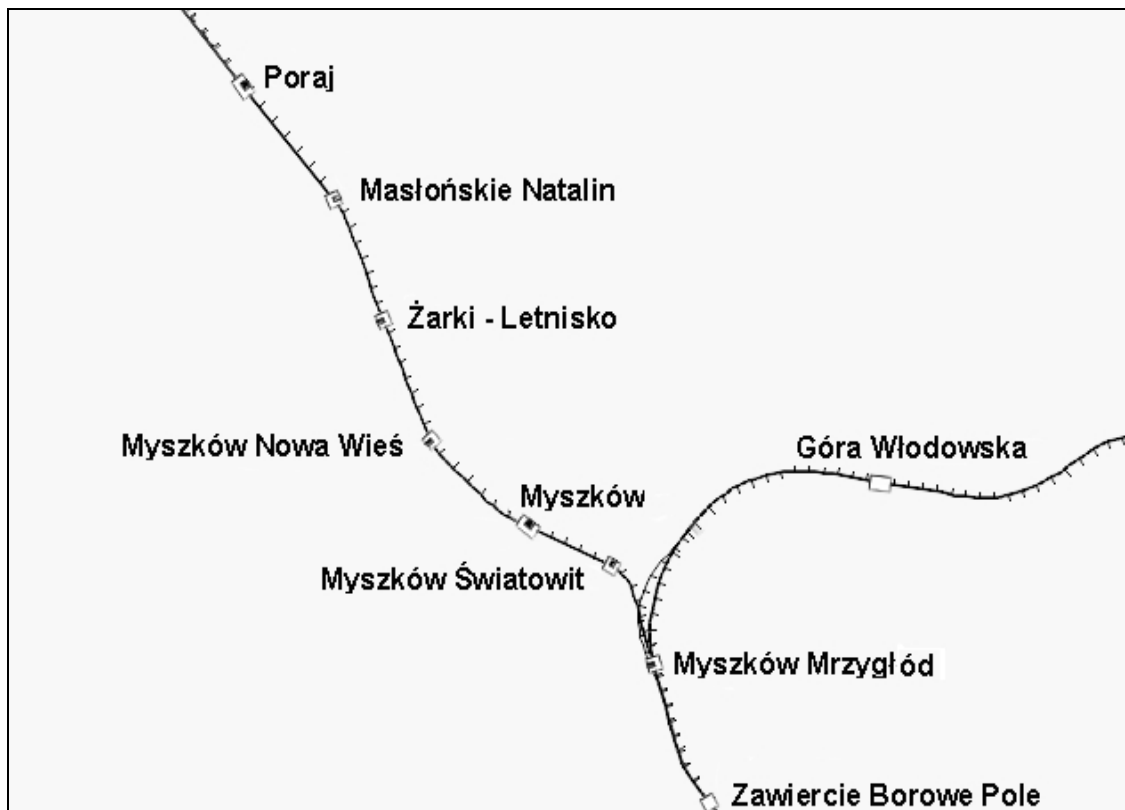 Poraj
Masłońskie Natalin
Żarki - Letnisko
Myszków Nowa Wieś
Góra Włodowska
Myszków
Myszków Światowit
Myszków Mrzygłód
Zawiercie Borowe Pole